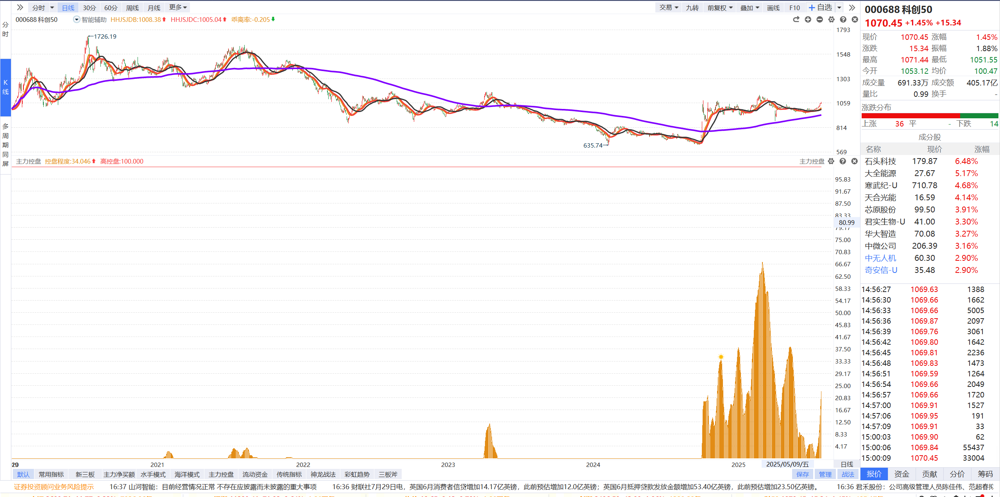 分时 日线 30分 60分 周线 月线 更多 交易 九转 前复权 叠加 画线 F10 自选
000688 科创50 智能辅助 HHJSJDB:1008.38 HHJSJDC:1005.04 乖离率:-0.205
分时
K线
多周期同屏
←1726.19
635.74→
1793
1548
1303
1059
814
569
主力控盘 控盘程度:34.046 高控盘:100.000 主力控盘
95.83
91.67
87.50
83.33
80.99
79.17
75.00
70.83
66.67
62.50
58.33
54.17
50.00
45.83
41.67
37.50
33.33
29.17
25.00
20.83
16.67
12.50
8.33
4.17
2021 2022 2023 2024 2025 2025/05/09/五 日线
默认 常用指标 新三板 主力净买额 水手模式 海洋模式 主力控盘 流动资金 传统指标 神龙战法 彩虹趋势 三板斧 保存 管理 战法
000688 科创50
1070.45 +1.45% +15.34
现价 1070.45 涨幅 1.45%
涨跌 15.34 振幅 1.88%
最高 1071.44 最低 1051.55
今开 1053.12 均价 100.47
成交量 691.33万 成交额 405.17亿
量比 0.99 换手 -
涨跌分布
上涨 36 平 - 下跌 14
成分股
名称 现价 涨幅
石头科技 179.87 6.48%
大全能源 27.67 5.17%
寒武纪-U 710.78 4.68%
天合光能 16.59 4.14%
芯原股份 99.50 3.91%
君实生物-U 41.00 3.30%
华大智造 70.08 3.27%
中微公司 206.39 3.16%
中无人机 60.30 2.90%
奇安信-U 35.48 2.90%
14:56:27 1069.63 1388
14:56:30 1069.66 1662
14:56:33 1069.66 5005
14:56:36 1069.87 2097
14:56:39 1069.76 3061
14:56:42 1069.80 1642
14:56:45 1069.81 2236
14:56:48 1069.83 1473
14:56:51 1069.59 1264
14:56:54 1069.66 2049
14:56:57 1069.66 1720
14:57:00 1069.91 1527
14:57:06 1069.95 191
14:57:09 1069.91 33
15:00:03 1069.90 62
15:00:06 1069.84 55437
15:00:09 1070.45 33004
报价 资金 贡献 分价 筹码
证券投资顾问业务风险提示 16:37 山河智能：目前经营情况正常 不存在应披露而未披露的重大事项 16:36 财联社7月29日电，英国6月消费者信贷增加14.17亿英镑，此前预估增加12.0亿英镑；英国6月抵押贷款发放金额增加53.40亿英镑，此前预估增加23.50亿英镑。 16:36 君禾股份：公司高级管理人员陈佳伟、范超春